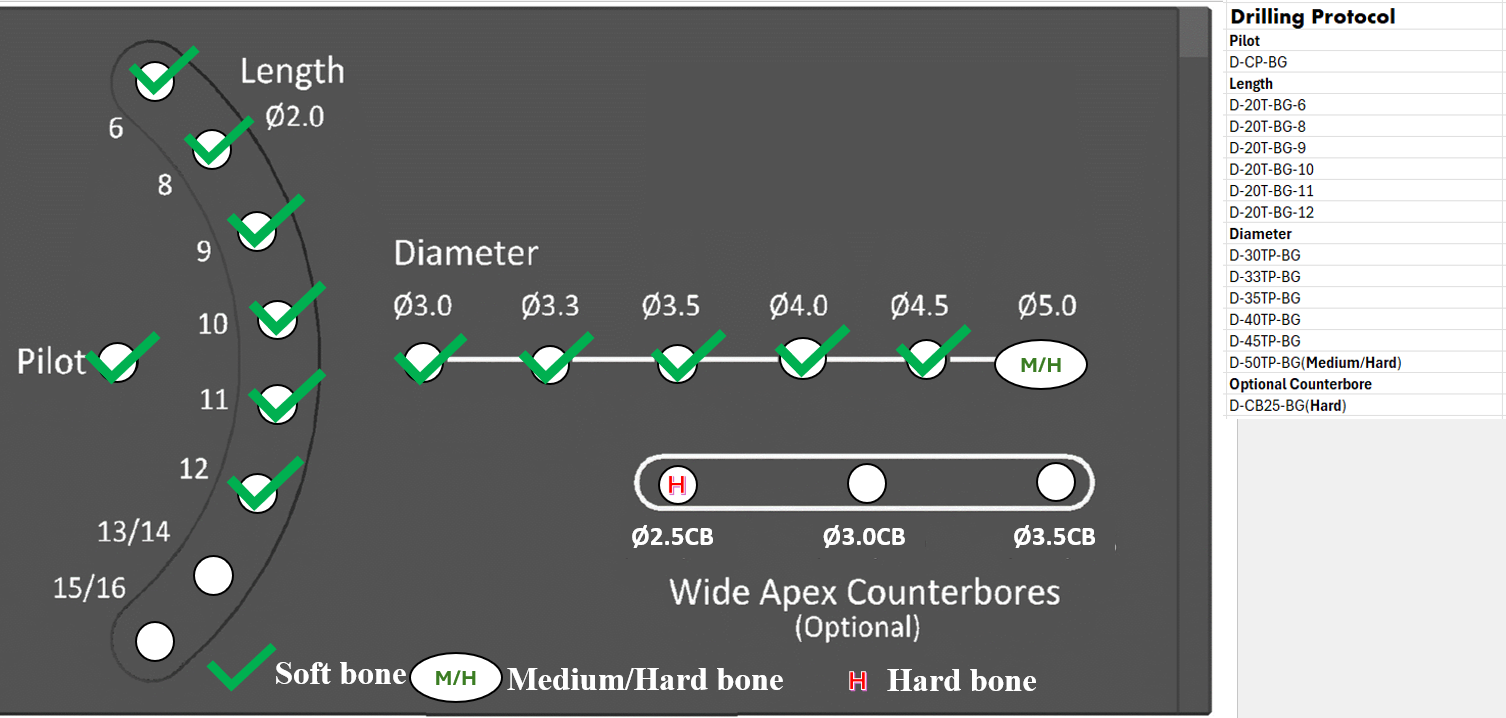 Length
Ø2.0
6
8
9
10
11
12
13/14
15/16
Pilot
Diameter
Ø3.0 Ø3.3 Ø3.5 Ø4.0 Ø4.5 Ø5.0
M/H
H
Ø2.5CB Ø3.0CB Ø3.5CB
Wide Apex Counterbores
(Optional)
Soft bone M/H Medium/Hard bone H Hard bone
Drilling Protocol
Pilot
D-CP-BG
Length
D-20T-BG-6
D-20T-BG-8
D-20T-BG-9
D-20T-BG-10
D-20T-BG-11
D-20T-BG-12
Diameter
D-30TP-BG
D-33TP-BG
D-35TP-BG
D-40TP-BG
D-45TP-BG
D-50TP-BG(Medium/Hard)
Optional Counterbore
D-CB25-BG(Hard)